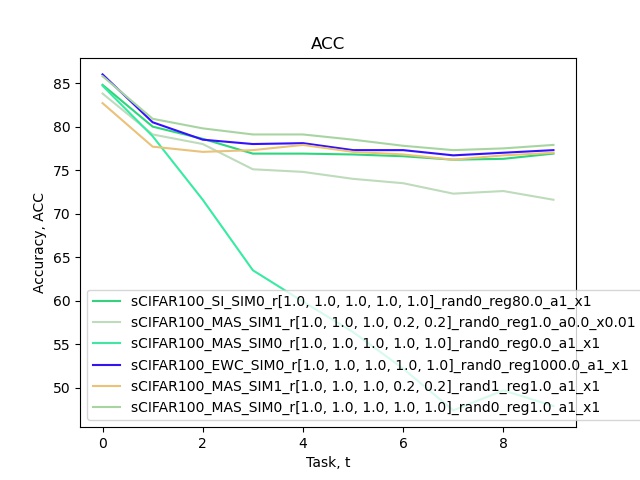 ACC
Accuracy, ACC
85
80
75
70
65
60
55
50
sCIFAR100_SI_SIM0_r[1.0, 1.0, 1.0, 1.0, 1.0]_rand0_reg80.0_a1_x1
sCIFAR100_MAS_SIM1_r[1.0, 1.0, 1.0, 0.2, 0.2]_rand0_reg1.0_a0.0_x0.01
sCIFAR100_MAS_SIM0_r[1.0, 1.0, 1.0, 1.0, 1.0]_rand0_reg0.0_a1_x1
sCIFAR100_EWC_SIM0_r[1.0, 1.0, 1.0, 1.0, 1.0]_rand0_reg1000.0_a1_x1
sCIFAR100_MAS_SIM1_r[1.0, 1.0, 1.0, 0.2, 0.2]_rand1_reg1.0_a1_x1
sCIFAR100_MAS_SIM0_r[1.0, 1.0, 1.0, 1.0, 1.0]_rand0_reg1.0_a1_x1
0 2 4 6 8
Task, t